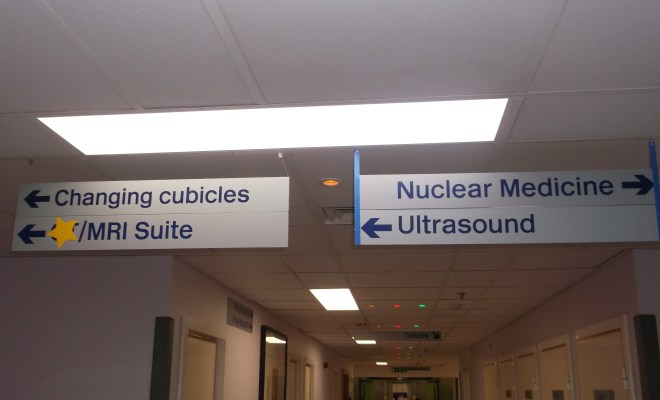 Changing cubicles
/MRI Suite
Nuclear Medicine
Ultrasound